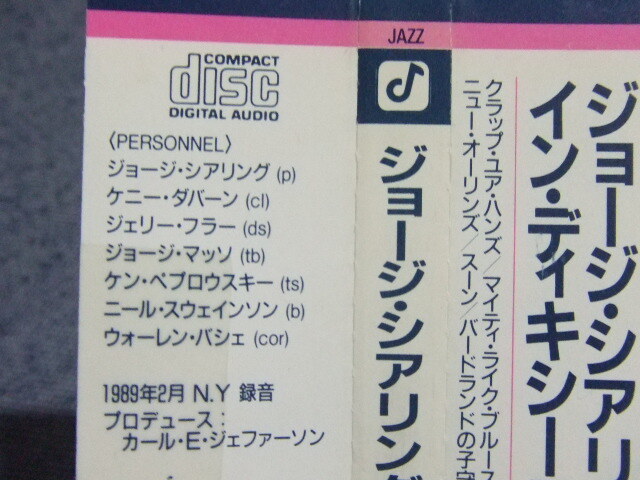 COMPACT
disc
DIGITAL AUDIO
〈PERSONNEL〉
ジョージ・シアリング (p)
ケニー・ダバーン (cl)
ジェリー・フラー (ds)
ジョージ・マッソ (tb)
ケン・ペプロウスキー (ts)
ニール・スウェインソン (b)
ウォーレン・バシェ (cor)
1989年2月 N.Y 録音
プロデュース：
カール・E・ジェファーソン
JAZZ
ジョージ・シアリング
ジョージ・シアリ
イン・ディキシー
クラップ・ユア・ハンズ／マイティ・ライク・ブルース
ニュー・オーリンズ／スーン／バードランドの子守